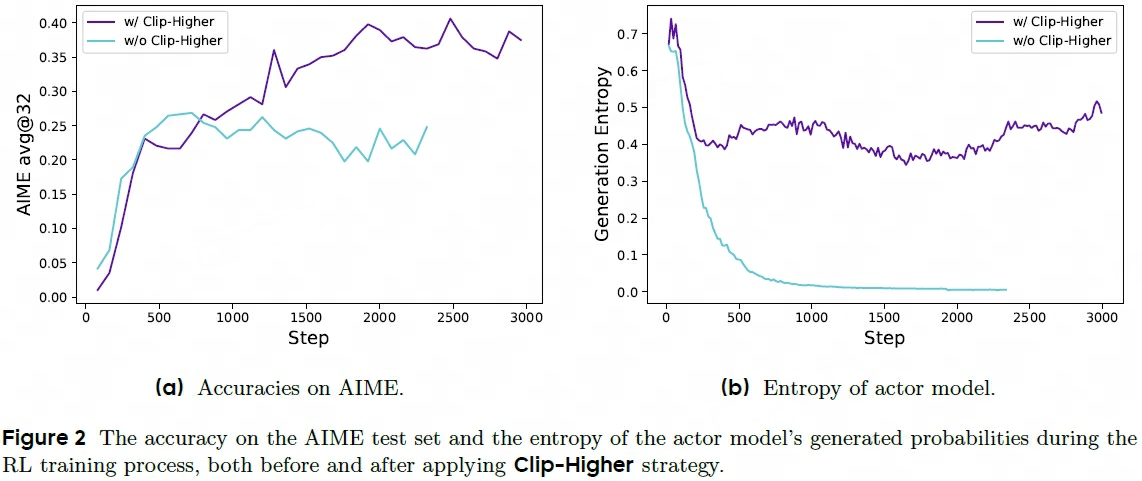 w/ Clip-Higher
w/o Clip-Higher
AIME avg@32
0.40
0.35
0.30
0.25
0.20
0.15
0.10
0.05
0.00
0 500 1000 1500 2000 2500 3000
Step
(a) Accuracies on AIME.
w/ Clip-Higher
w/o Clip-Higher
Generation Entropy
0.7
0.6
0.5
0.4
0.3
0.2
0.1
0.0
0 500 1000 1500 2000 2500 3000
Step
(b) Entropy of actor model.
Figure 2 The accuracy on the AIME test set and the entropy of the actor model's generated probabilities during the
RL training process, both before and after applying Clip-Higher strategy.